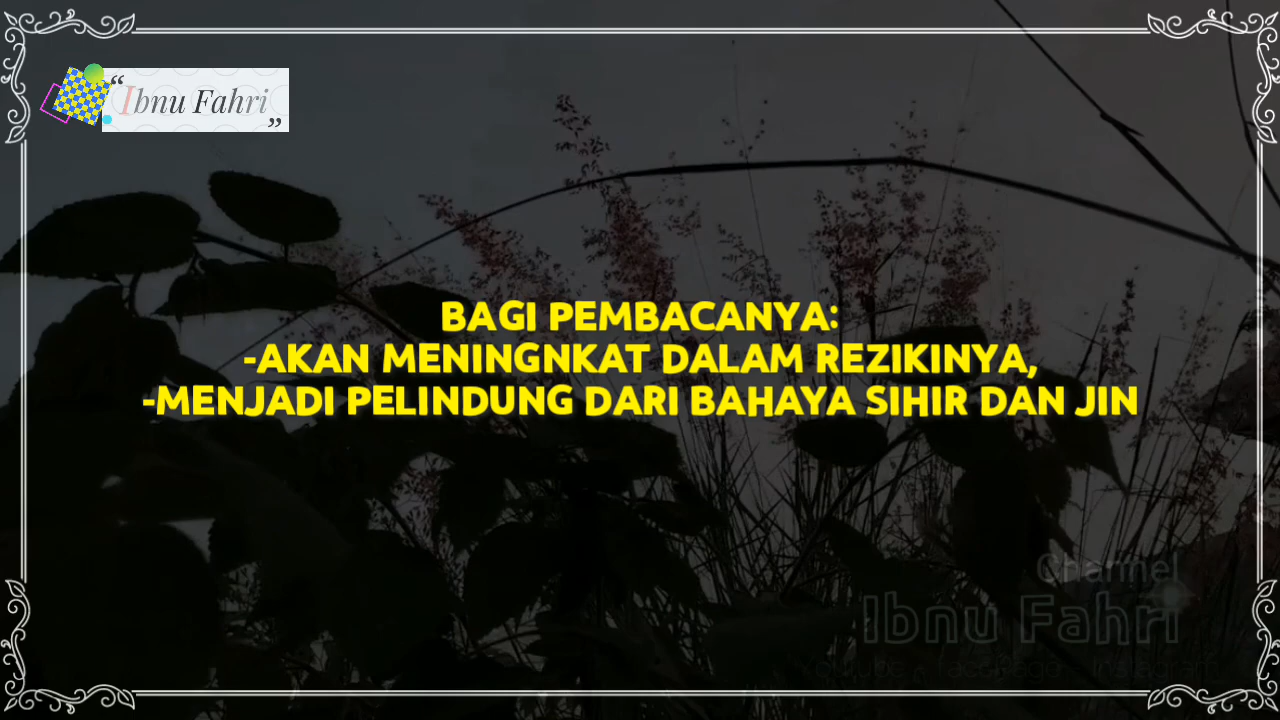 “Ibnu Fahri”
BAGI PEMBACANYA:
-AKAN MENINGNKAT DALAM REZIKINYA,
-MENJADI PELINDUNG DARI BAHAYA SIHIR DAN JIN
Channel
Ibnu Fahri